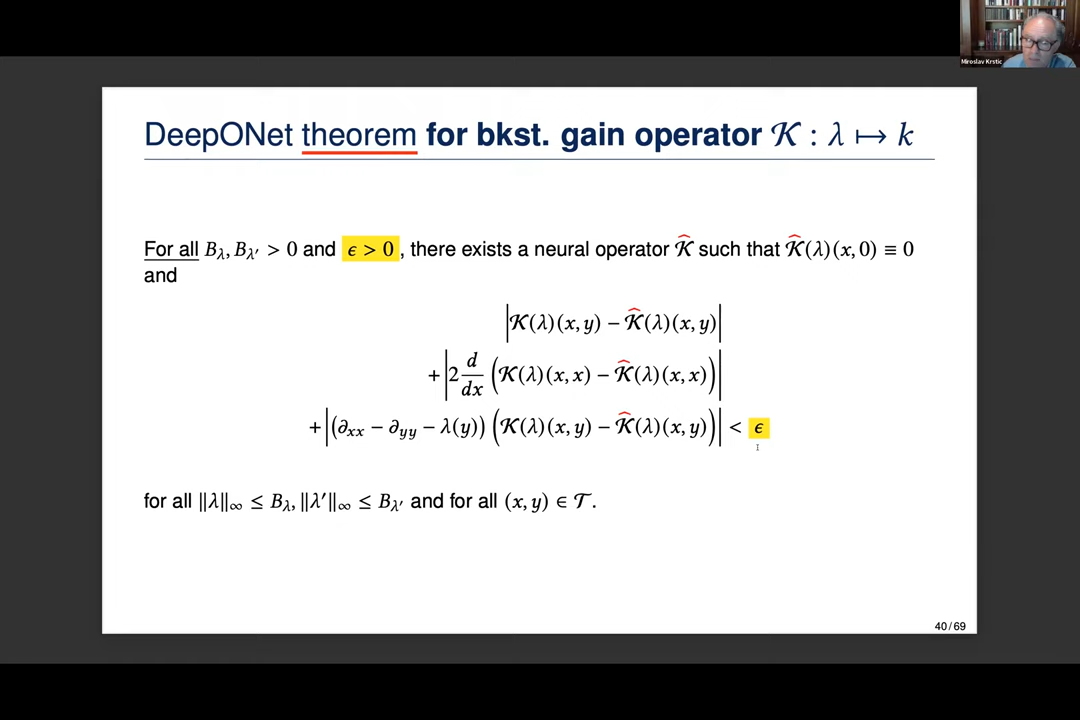 Miroslav Krstic
DeepONet theorem for bkst. gain operator 𝒦 : λ ↦ k
For all B_λ, B_λ′ > 0 and ϵ > 0 , there exists a neural operator 𝒦̂ such that 𝒦̂(λ)(x, 0) ≡ 0
and
|𝒦(λ)(x, y) − 𝒦̂(λ)(x, y)|
+|2 d/dx (𝒦(λ)(x, x) − 𝒦̂(λ)(x, x))|
+|(∂_xx − ∂_yy − λ(y)) (𝒦(λ)(x, y) − 𝒦̂(λ)(x, y))| < ϵ
for all ‖λ‖_∞ ≤ B_λ, ‖λ′‖_∞ ≤ B_λ′ and for all (x, y) ∈ 𝒯.
40/69